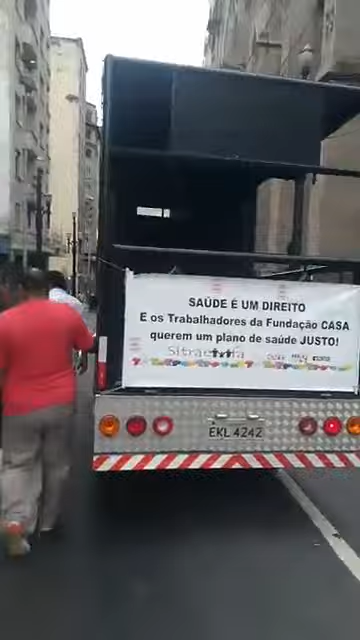 SAÚDE É UM DIREITO
E os Trabalhadores da Fundação CASA
querem um plano de saúde JUSTO!
EKL 4242